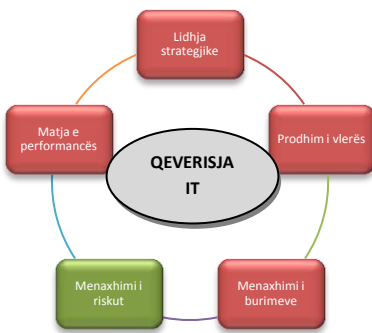 Lidhja
strategjike
Matja e
performancës
Prodhim i vlerës
QEVERISJA
IT
Menaxhimi i
riskut
Menaxhimi i
burimeve